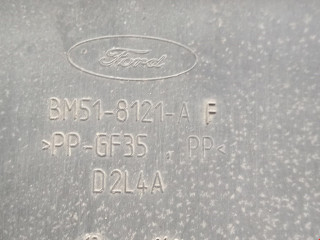 Ford
BM51-8121-A F
>PP-GF35 , PP<
D2L4A